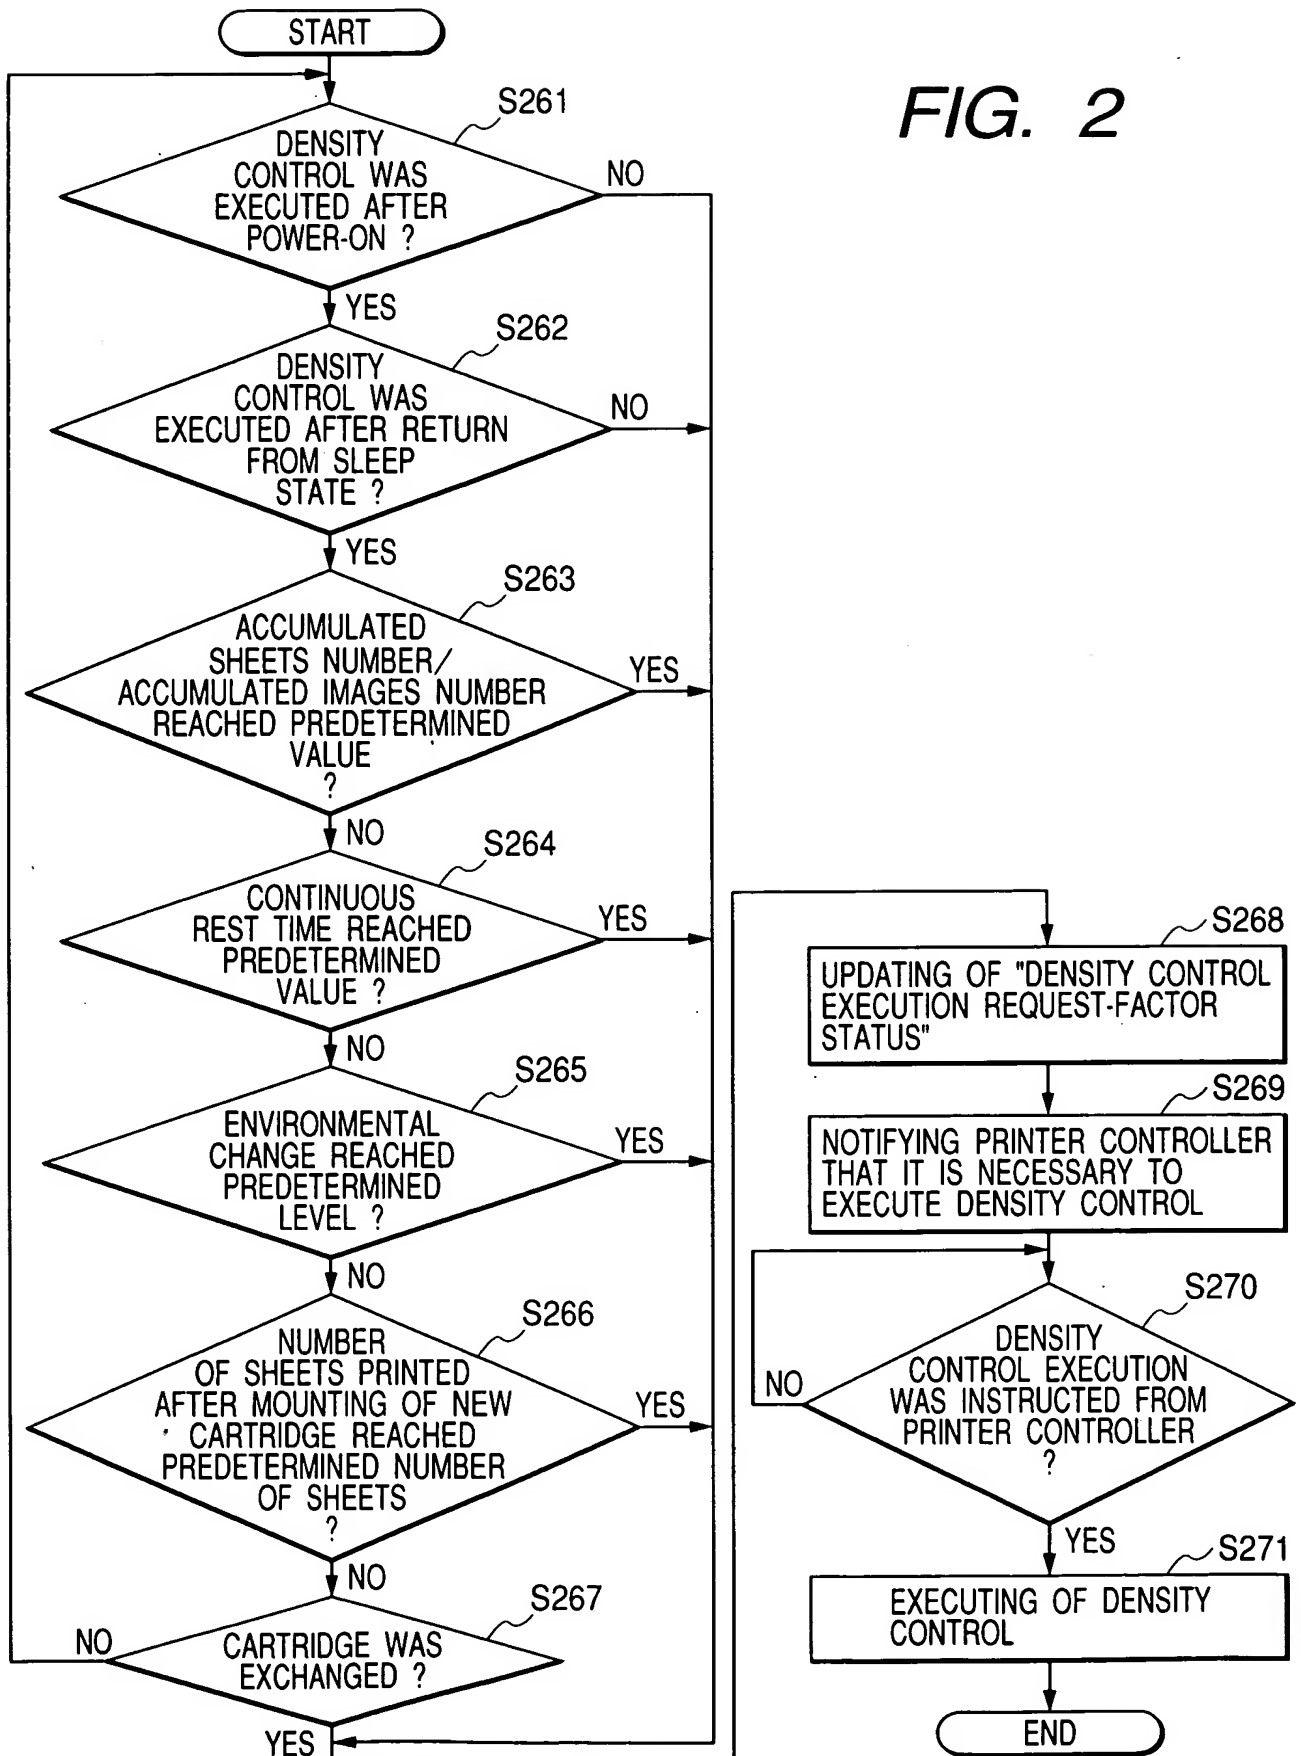 START
FIG. 2
S261
DENSITY
CONTROL WAS
EXECUTED AFTER
POWER-ON ?
NO
YES
S262
DENSITY
CONTROL WAS
EXECUTED AFTER RETURN
FROM SLEEP
STATE ?
NO
YES
S263
ACCUMULATED
SHEETS NUMBER/
ACCUMULATED IMAGES NUMBER
REACHED PREDETERMINED
VALUE
?
YES
NO
S264
CONTINUOUS
REST TIME REACHED
PREDETERMINED
VALUE ?
YES
NO
S265
ENVIRONMENTAL
CHANGE REACHED
PREDETERMINED
LEVEL ?
YES
NO
S266
NUMBER
OF SHEETS PRINTED
AFTER MOUNTING OF NEW
CARTRIDGE REACHED
PREDETERMINED NUMBER
OF SHEETS
?
YES
NO
S267
CARTRIDGE WAS
EXCHANGED ?
NO
YES
S268
UPDATING OF "DENSITY CONTROL
EXECUTION REQUEST-FACTOR
STATUS"
S269
NOTIFYING PRINTER CONTROLLER
THAT IT IS NECESSARY TO
EXECUTE DENSITY CONTROL
S270
DENSITY
CONTROL EXECUTION
WAS INSTRUCTED FROM
PRINTER CONTROLLER
?
NO
YES
S271
EXECUTING OF DENSITY
CONTROL
END